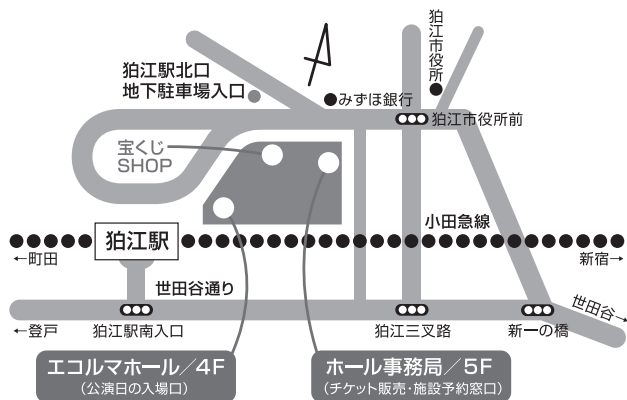 狛江市役所
狛江駅北口
地下駐車場入口
みずほ銀行
狛江市役所前
宝くじ
SHOP
小田急線
狛江駅
←町田
新宿→
世田谷通り
世田谷→
←登戸
狛江駅南入口
狛江三叉路
新一の橋
エコルマホール／4F
（公演日の入場口）
ホール事務局／5F
（チケット販売・施設予約窓口）